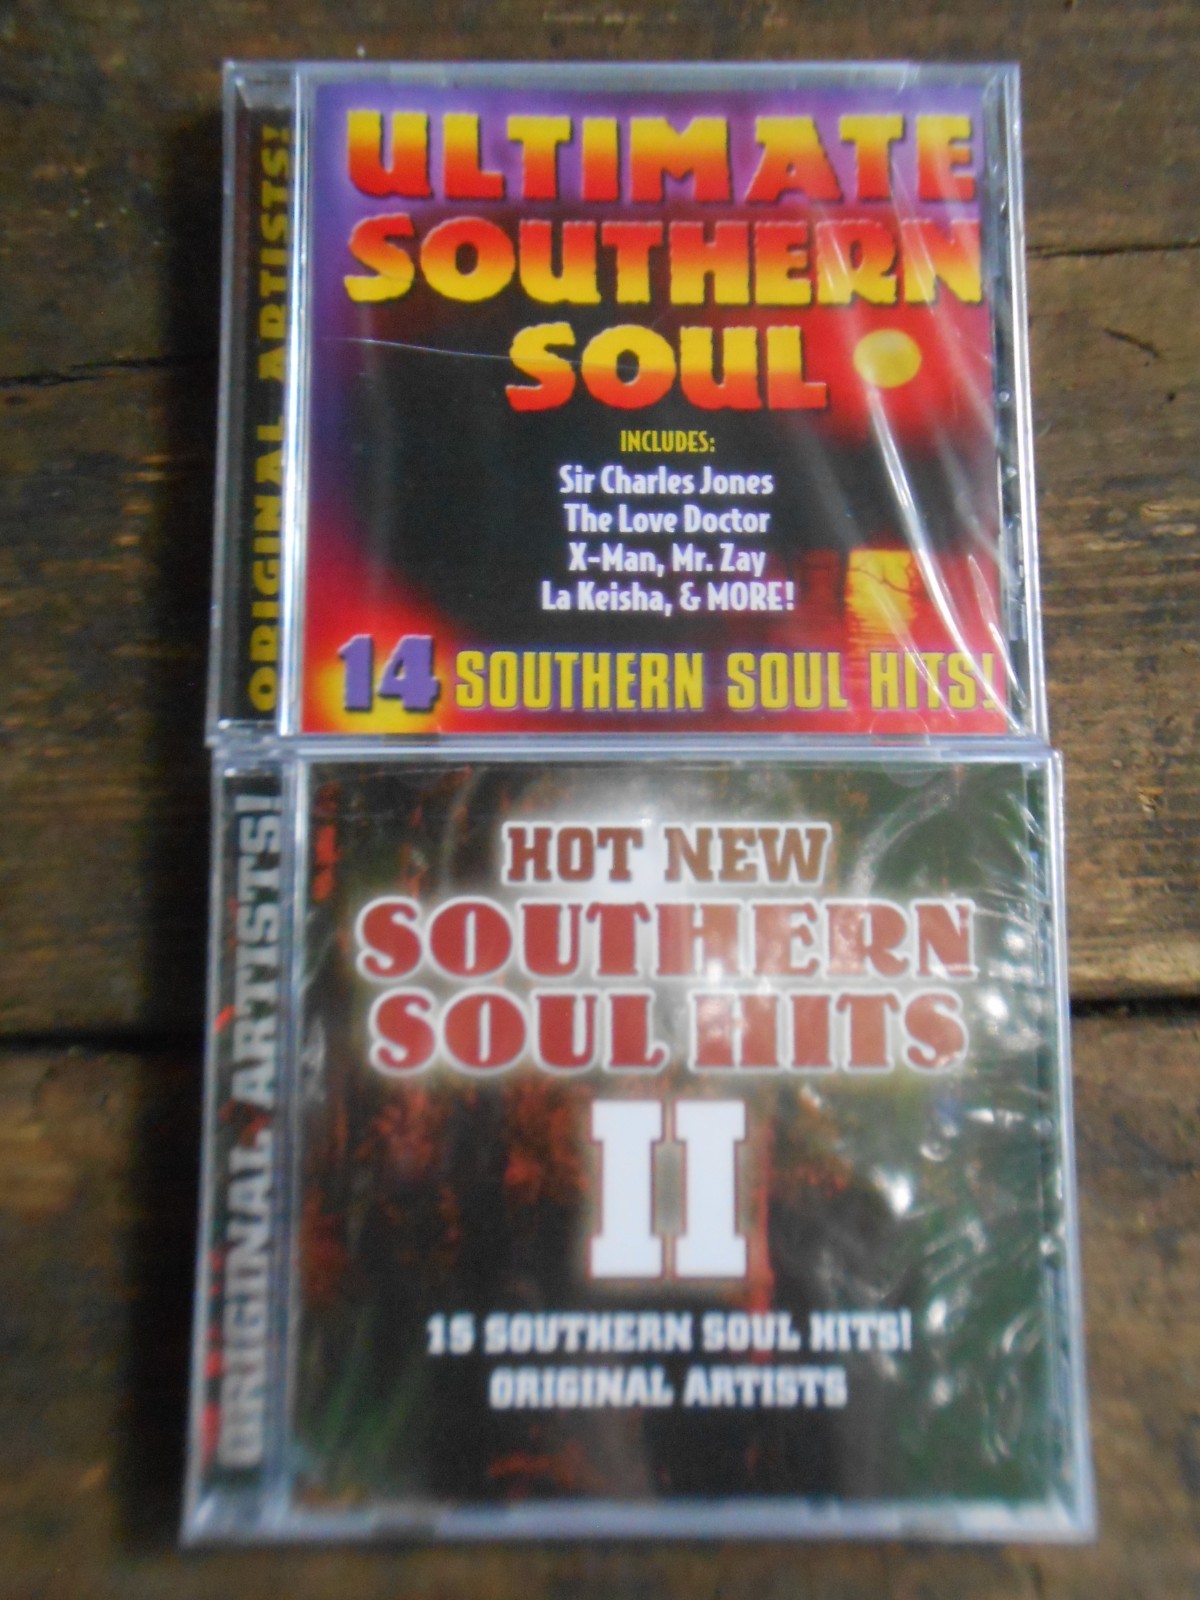 ORIGINAL ARTISTS!
ULTIMATE
SOUTHERN
SOUL
INCLUDES:
Sir Charles Jones
The Love Doctor
X-Man, Mr. Zay
La Keisha, & MORE!
14 SOUTHERN SOUL HITS!
ORIGINAL ARTISTS!
HOT NEW
SOUTHERN
SOUL HITS
II
15 SOUTHERN SOUL HITS!
ORIGINAL ARTISTS